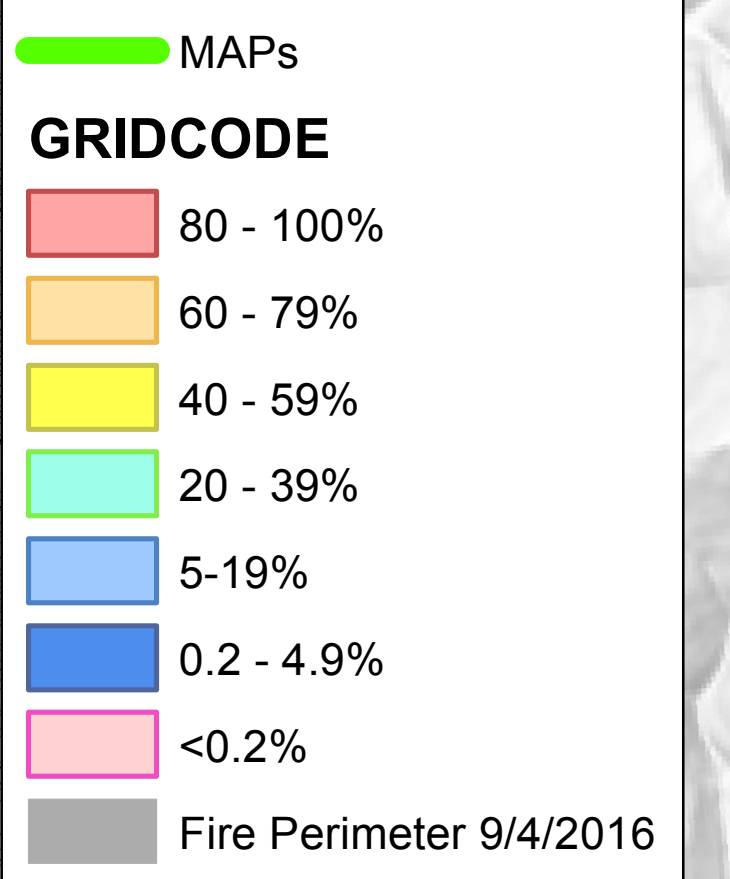 MAPs
GRIDCODE
80 - 100%
60 - 79%
40 - 59%
20 - 39%
5-19%
0.2 - 4.9%
<0.2%
Fire Perimeter 9/4/2016